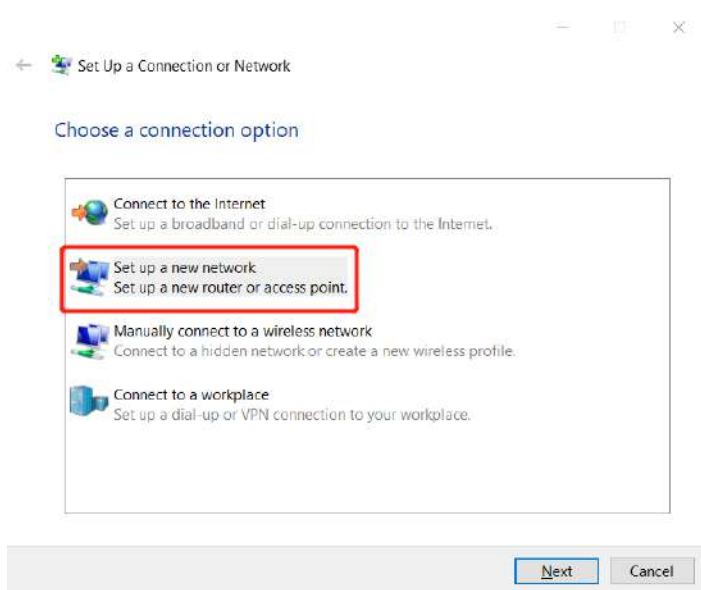 Set Up a Connection or Network
Choose a connection option
Connect to the Internet
Set up a broadband or dial-up connection to the Internet.
Set up a new network
Set up a new router or access point.
Manually connect to a wireless network
Connect to a hidden network or create a new wireless profile.
Connect to a workplace
Set up a dial-up or VPN connection to your workplace.
Next Cancel